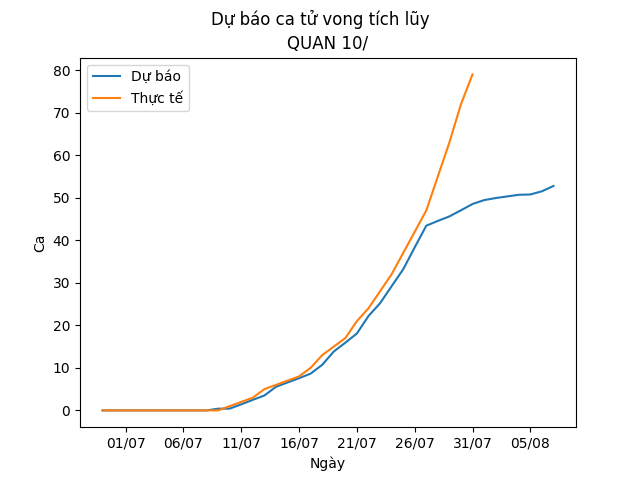 Dự báo ca tử vong tích lũy
QUAN 10/
Dự báo
Thực tế
80
70
60
50
40
30
20
10
0
Ca
01/07 06/07 11/07 16/07 21/07 26/07 31/07 05/08
Ngày